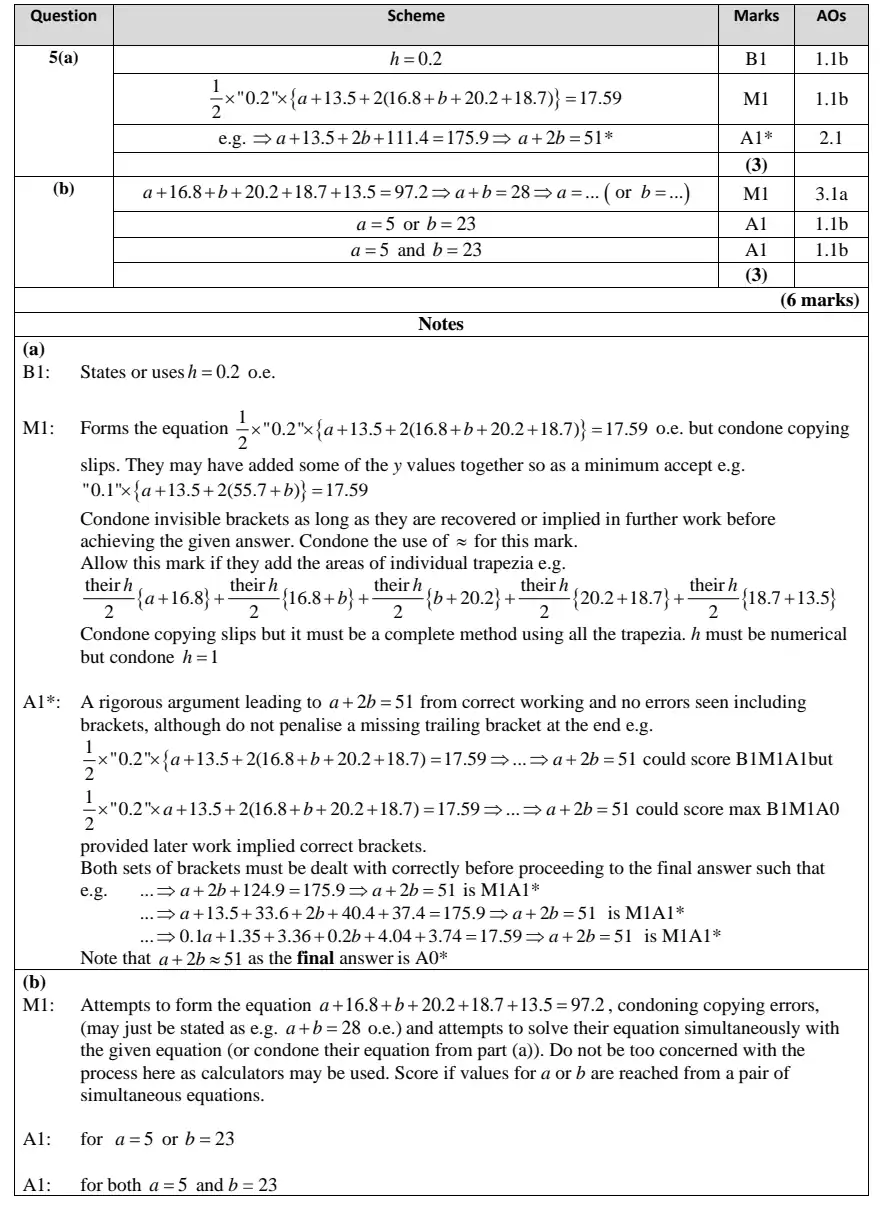 Question Scheme Marks AOs
5(a) h = 0.2 B1 1.1b
1/2 × "0.2" × {a + 13.5 + 2(16.8 + b + 20.2 + 18.7)} = 17.59 M1 1.1b
e.g. ⇒ a + 13.5 + 2b + 111.4 = 175.9 ⇒ a + 2b = 51* A1* 2.1
(3)
(b) a + 16.8 + b + 20.2 + 18.7 + 13.5 = 97.2 ⇒ a + b = 28 ⇒ a = ... ( or b = ...) M1 3.1a
a = 5 or b = 23 A1 1.1b
a = 5 and b = 23 A1 1.1b
(3)
(6 marks)
Notes
(a)
B1: States or uses h = 0.2 o.e.
M1: Forms the equation 1/2 × "0.2" × {a + 13.5 + 2(16.8 + b + 20.2 + 18.7)} = 17.59 o.e. but condone copying
slips. They may have added some of the y values together so as a minimum accept e.g.
"0.1" × {a + 13.5 + 2(55.7 + b)} = 17.59
Condone invisible brackets as long as they are recovered or implied in further work before
achieving the given answer. Condone the use of ≈ for this mark.
Allow this mark if they add the areas of individual trapezia e.g.
their h/2 {a + 16.8} + their h/2 {16.8 + b} + their h/2 {b + 20.2} + their h/2 {20.2 + 18.7} + their h/2 {18.7 + 13.5}
Condone copying slips but it must be a complete method using all the trapezia. h must be numerical
but condone h = 1
A1*: A rigorous argument leading to a + 2b = 51 from correct working and no errors seen including
brackets, although do not penalise a missing trailing bracket at the end e.g.
1/2 × "0.2" × {a + 13.5 + 2(16.8 + b + 20.2 + 18.7) = 17.59 ⇒ ... ⇒ a + 2b = 51 could score B1M1A1but
1/2 × "0.2" × a + 13.5 + 2(16.8 + b + 20.2 + 18.7) = 17.59 ⇒ ... ⇒ a + 2b = 51 could score max B1M1A0
provided later work implied correct brackets.
Both sets of brackets must be dealt with correctly before proceeding to the final answer such that
e.g. ... ⇒ a + 2b + 124.9 = 175.9 ⇒ a + 2b = 51 is M1A1*
... ⇒ a + 13.5 + 33.6 + 2b + 40.4 + 37.4 = 175.9 ⇒ a + 2b = 51 is M1A1*
... ⇒ 0.1a + 1.35 + 3.36 + 0.2b + 4.04 + 3.74 = 17.59 ⇒ a + 2b = 51 is M1A1*
Note that a + 2b ≈ 51 as the final answer is A0*
(b)
M1: Attempts to form the equation a + 16.8 + b + 20.2 + 18.7 + 13.5 = 97.2 , condoning copying errors,
(may just be stated as e.g. a + b = 28 o.e.) and attempts to solve their equation simultaneously with
the given equation (or condone their equation from part (a)). Do not be too concerned with the
process here as calculators may be used. Score if values for a or b are reached from a pair of
simultaneous equations.
A1: for a = 5 or b = 23
A1: for both a = 5 and b = 23